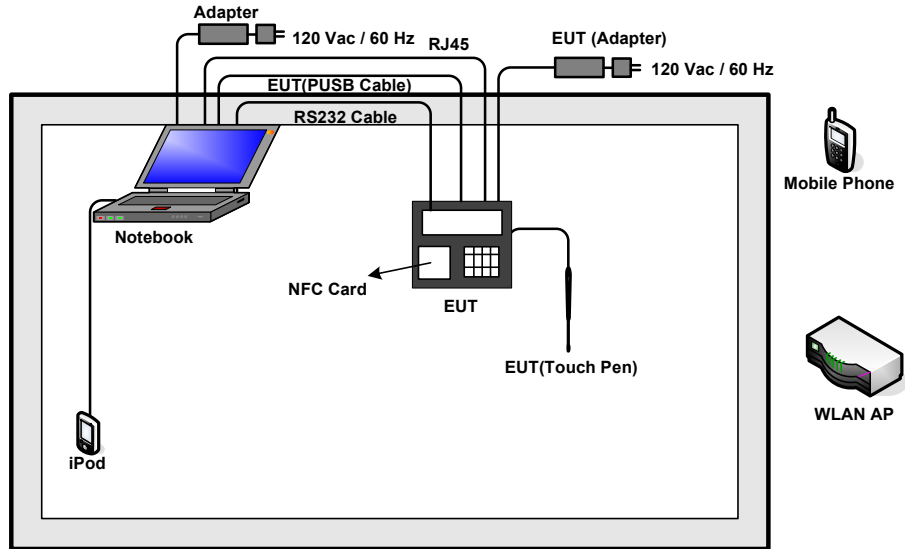 Adapter
120 Vac / 60 Hz
RJ45
EUT (Adapter)
120 Vac / 60 Hz
EUT(PUSB Cable)
RS232 Cable
Mobile Phone
Notebook
NFC Card
EUT
EUT(Touch Pen)
WLAN AP
iPod